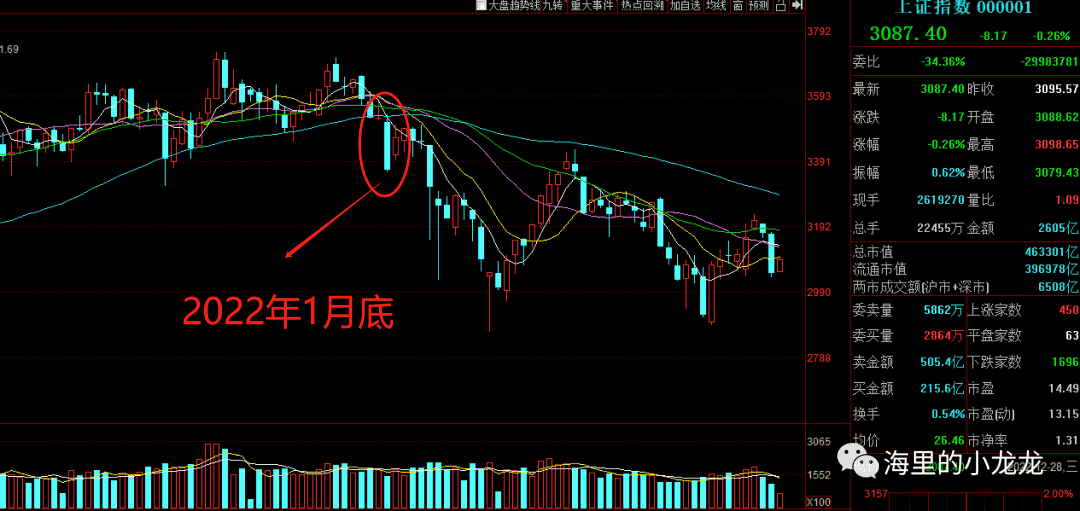 大盘趋势线 九转 重大事件 热点回溯 加自选 均线 窗 预测
上证指数 000001
3087.40 -8.17 -0.26%
委比 -34.36% -29983781
最新 3087.40 昨收 3095.57
涨跌 -8.17 开盘 3088.62
涨幅 -0.26% 最高 3098.65
振幅 0.62% 最低 3079.43
现手 2619270 量比 1.09
总手 22455万 金额 2605亿
总市值 463301亿
流通市值 396978亿
两市成交额(沪市+深市) 6508亿
委卖量 5862万 上涨家数 450
委买量 2864万 平盘家数 63
卖金额 505.4亿 下跌家数 1696
买金额 215.6亿 市盈 14.49
换手 0.54% 市盈(动) 13.15
均价 26.46 市净率 1.31
3157 2.00%
1.69
3792
3593
3391
3192
2990
2788
3065
1552
X100
2022年1月底
海里的小龙龙